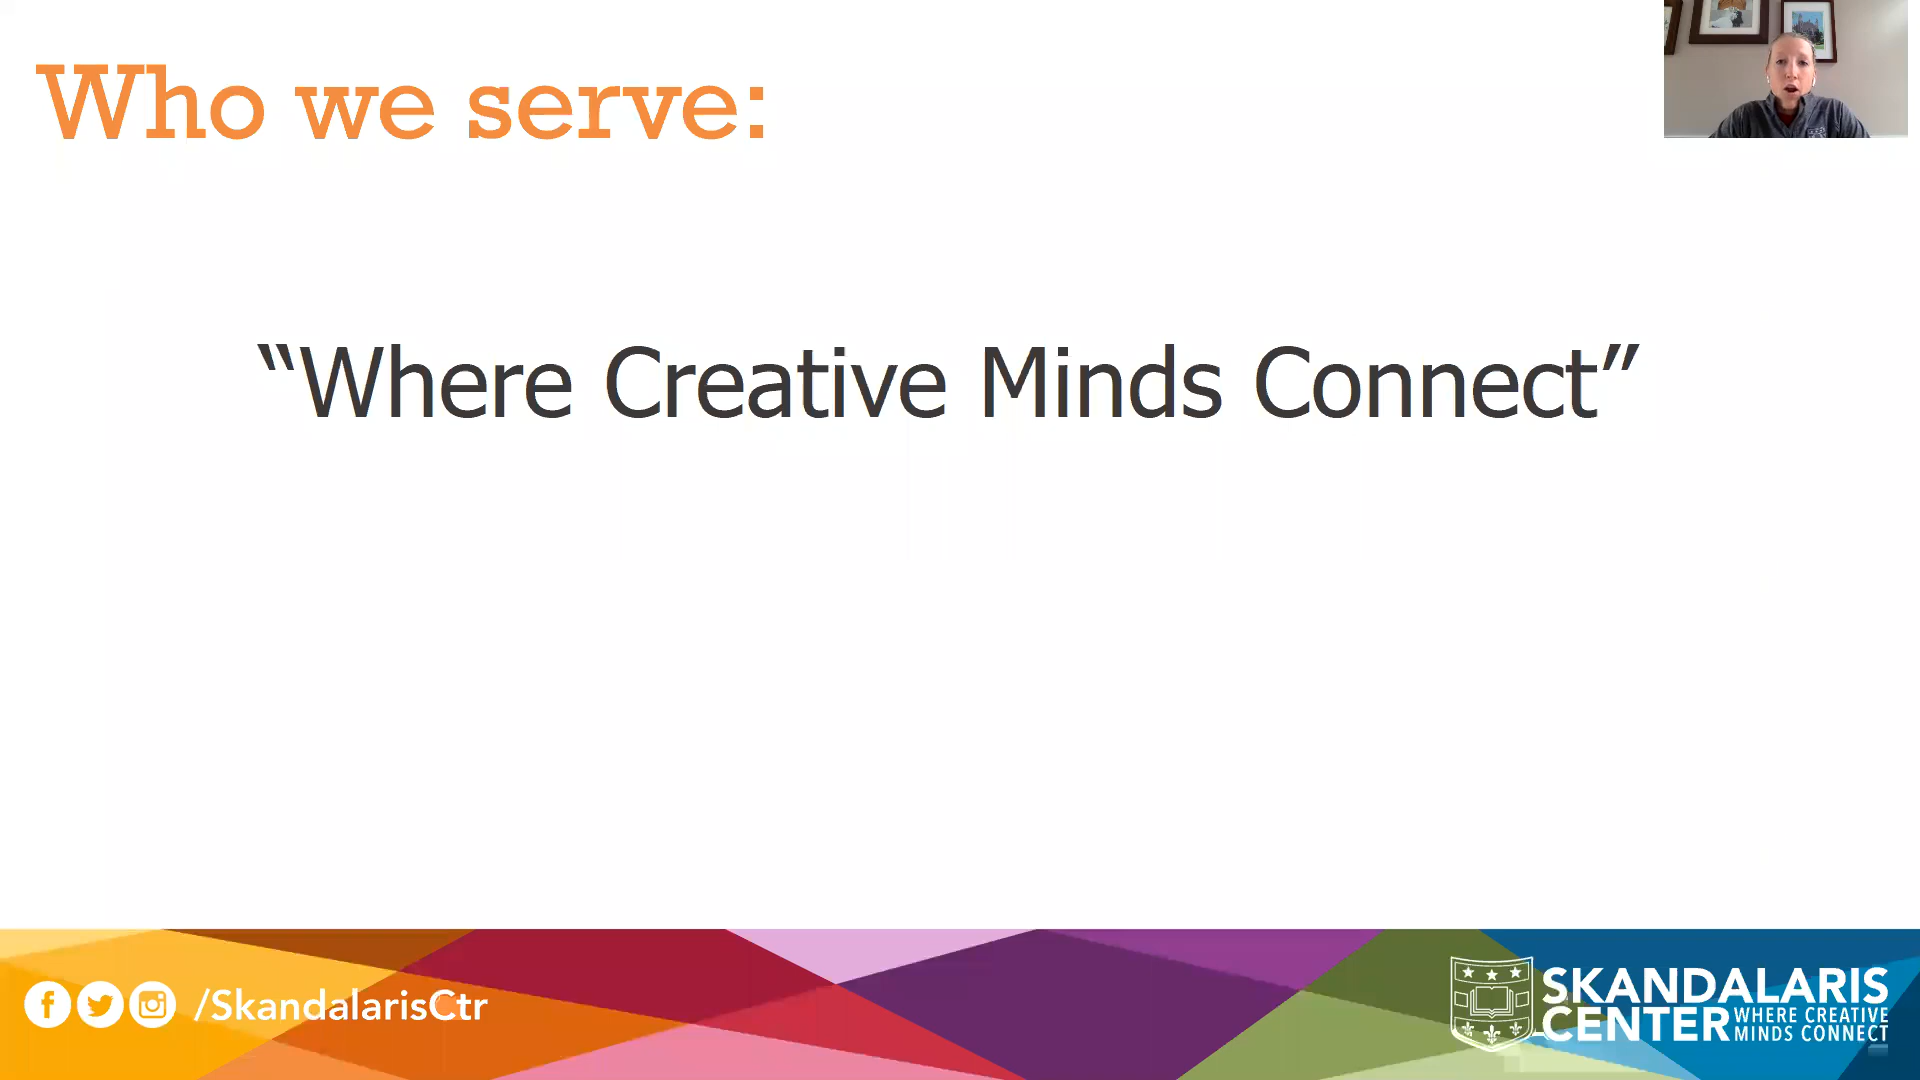 Who we serve:
“Where Creative Minds Connect”
/SkandalarisCtr
SKANDALARIS
CENTER WHERE CREATIVE
MINDS CONNECT